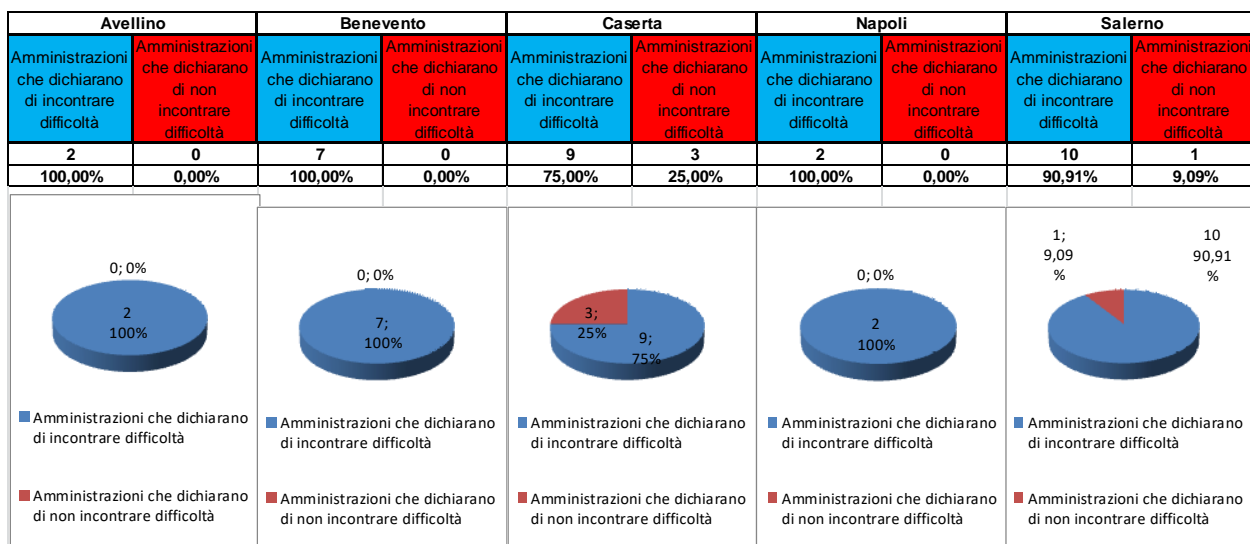 Avellino Benevento Caserta Napoli Salerno
Amministrazioni che dichiarano di incontrare difficoltà
Amministrazioni che dichiarano di non incontrare difficoltà
Amministrazioni che dichiarano di incontrare difficoltà
Amministrazioni che dichiarano di non incontrare difficoltà
Amministrazioni che dichiarano di incontrare difficoltà
Amministrazioni che dichiarano di non incontrare difficoltà
Amministrazioni che dichiarano di incontrare difficoltà
Amministrazioni che dichiarano di non incontrare difficoltà
Amministrazioni che dichiarano di incontrare difficoltà
Amministrazioni che dichiarano di non incontrare difficoltà
2 0 7 0 9 3 2 0 10 1
100,00% 0,00% 100,00% 0,00% 75,00% 25,00% 100,00% 0,00% 90,91% 9,09%
0; 0%
2
100%
Amministrazioni che dichiarano
di incontrare difficoltà
Amministrazioni che dichiarano
di non incontrare difficoltà
0; 0%
7;
100%
Amministrazioni che dichiarano
di incontrare difficoltà
Amministrazioni che dichiarano
di non incontrare difficoltà
3;
25%
9;
75%
Amministrazioni che dichiarano
di incontrare difficoltà
Amministrazioni che dichiarano
di non incontrare difficoltà
0; 0%
2
100%
Amministrazioni che dichiarano
di incontrare difficoltà
Amministrazioni che dichiarano
di non incontrare difficoltà
1;
9,09
%
10
90,91
%
Amministrazioni che dichiarano
di incontrare difficoltà
Amministrazioni che dichiarano
di non incontrare difficoltà